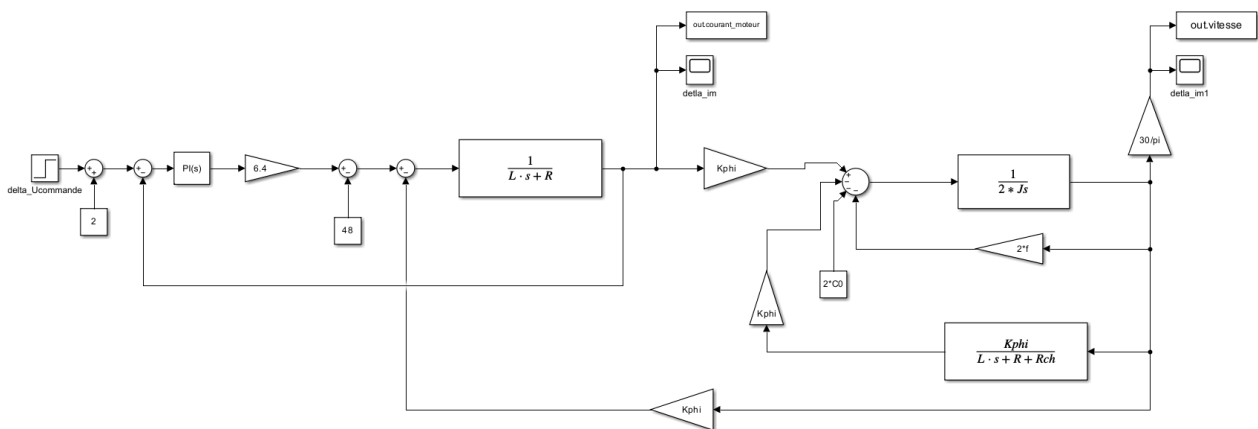 out.courant_moteur
out.vitesse
detla_im
detla_im1
30/pi
delta_Ucommande
+
+
2
+
−
PI(s)
6.4
+
−
48
+
−
1
L · s + R
Kphi
+
−
−
−
1
2 * Js
2*f
2*C0
Kphi
Kphi
L · s + R + Rch
Kphi